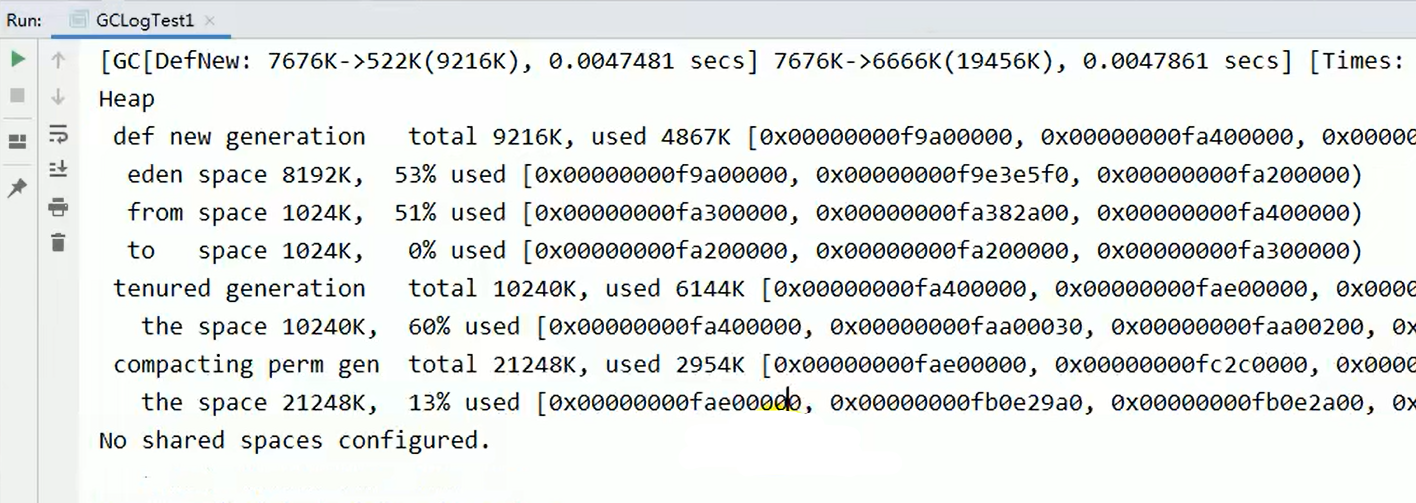 Run: GCLogTest1
[GC[DefNew: 7676K->522K(9216K), 0.0047481 secs] 7676K->6666K(19456K), 0.0047861 secs] [Times:
Heap
def new generation total 9216K, used 4867K [0x00000000f9a00000, 0x00000000fa400000, 0x00000
eden space 8192K, 53% used [0x00000000f9a00000, 0x00000000f9e3e5f0, 0x00000000fa200000)
from space 1024K, 51% used [0x00000000fa300000, 0x00000000fa382a00, 0x00000000fa400000)
to space 1024K, 0% used [0x00000000fa200000, 0x00000000fa200000, 0x00000000fa300000)
tenured generation total 10240K, used 6144K [0x00000000fa400000, 0x00000000fae00000, 0x0000
the space 10240K, 60% used [0x00000000fa400000, 0x00000000faa00030, 0x00000000faa00200, 0x
compacting perm gen total 21248K, used 2954K [0x00000000fae00000, 0x00000000fc2c0000, 0x0000
the space 21248K, 13% used [0x00000000fae00000, 0x00000000fb0e29a0, 0x00000000fb0e2a00, 0x
No shared spaces configured.